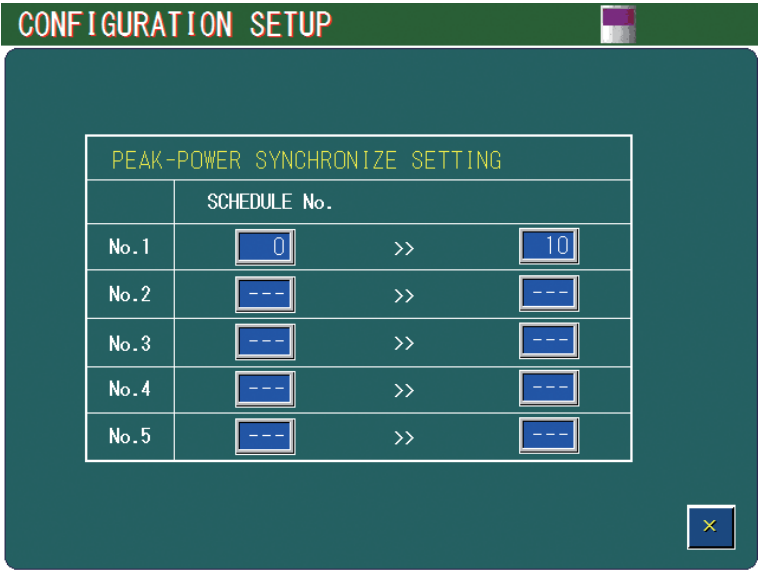 CONFIGURATION SETUP
PEAK-POWER SYNCHRONIZE SETTING
SCHEDULE No.
No.1 0 >> 10
No.2 --- >> ---
No.3 --- >> ---
No.4 --- >> ---
No.5 --- >> ---
×